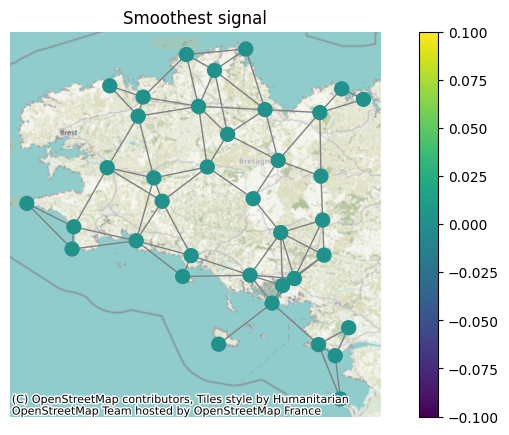 Smoothest signal
Brest
Bretagne
0.100
0.075
0.050
0.025
0.000
−0.025
−0.050
−0.075
−0.100
(C) OpenStreetMap contributors, Tiles style by Humanitarian
OpenStreetMap Team hosted by OpenStreetMap France